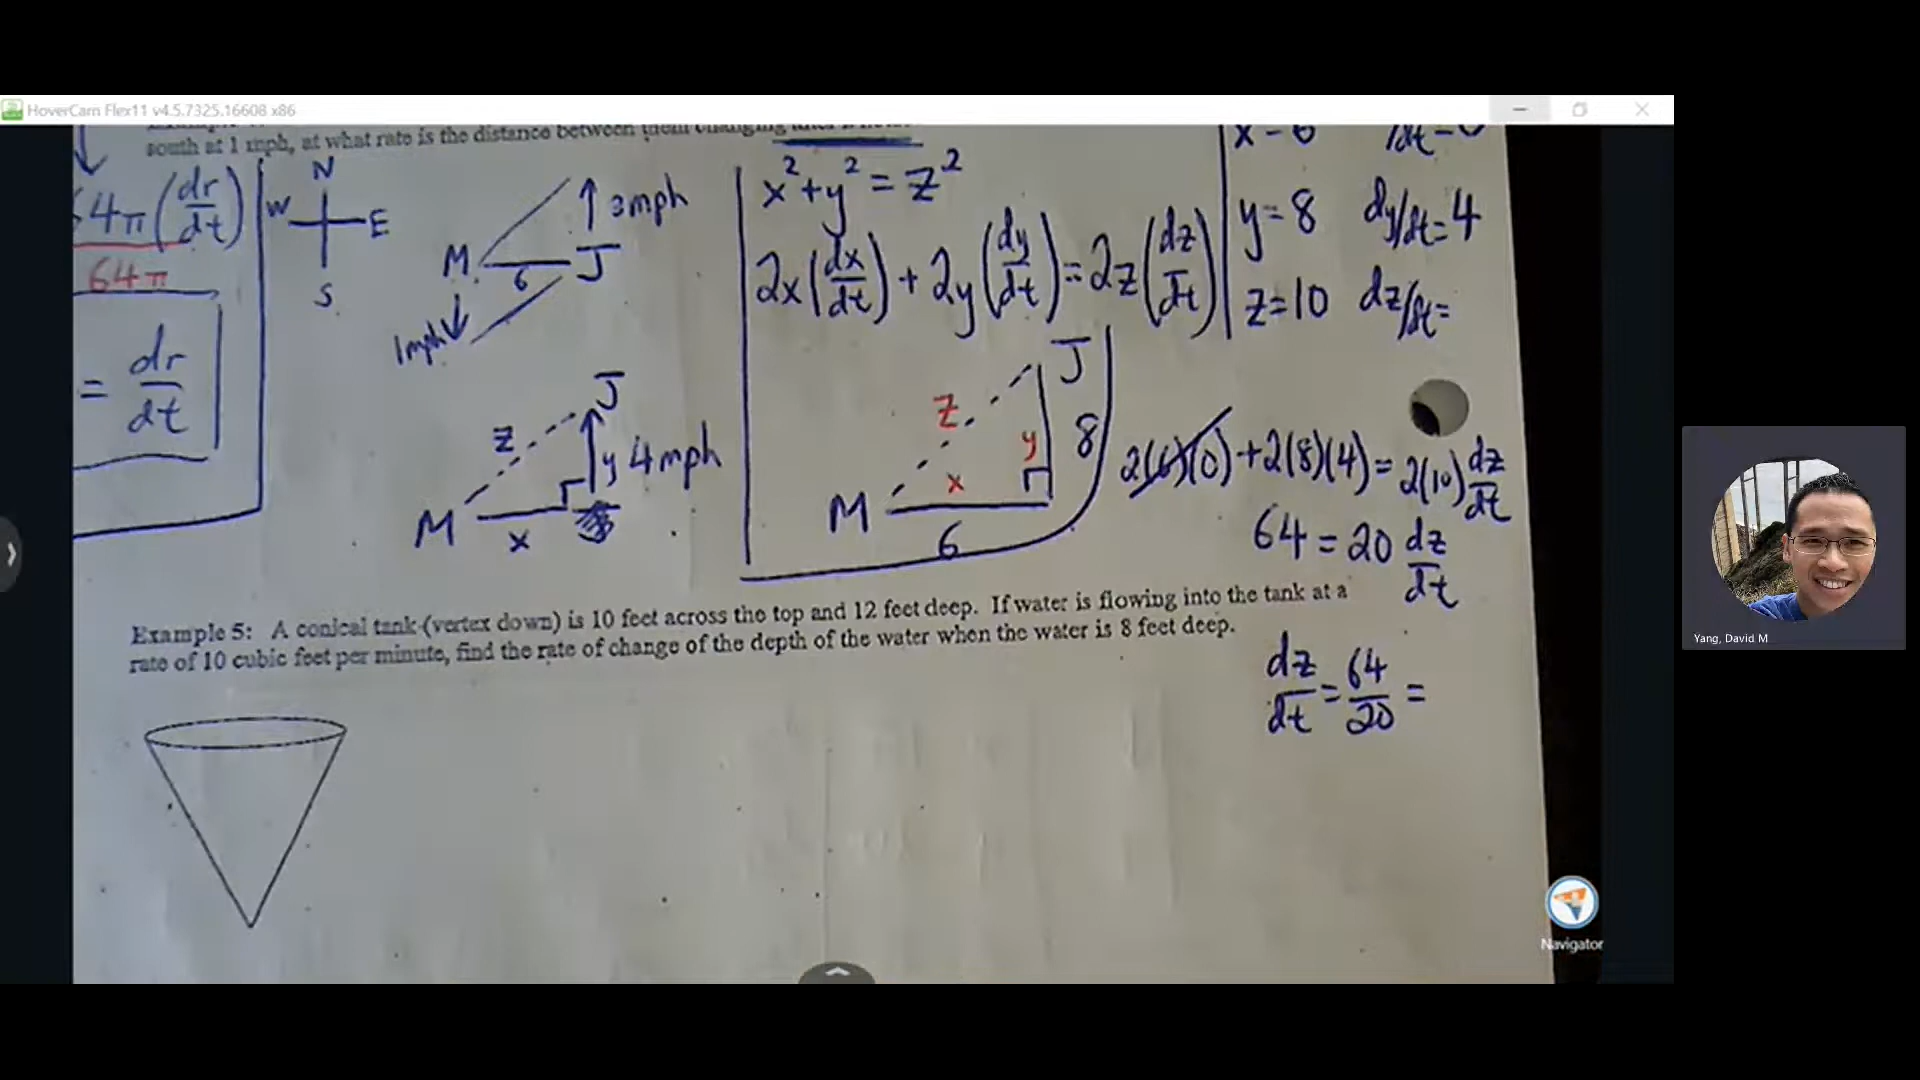 HoverCam Flex11 v4.5.7325.16608 x86
south at 1 mph, at what rate is the distance between them changing
64π
4π(dr/dt)
= dr/dt
N
W E
S
M 6 J 3mph
1mph
z J
y 4mph
M x
x² + y² = z²
2x(dx/dt) + 2y(dy/dt) = 2z(dz/dt)
J
z y 8
x
M 6
x = 6
y = 8 dy/dt = 4
z = 10 dz/dt =
2(6)(0) + 2(8)(4) = 2(10) dz/dt
64 = 20 dz/dt
dz/dt = 64/20 =
Example 5: A conical tank (vertex down) is 10 feet across the top and 12 feet deep. If water is flowing into the tank at a
rate of 10 cubic feet per minute, find the rate of change of the depth of the water when the water is 8 feet deep.
Navigator
Yang, David M